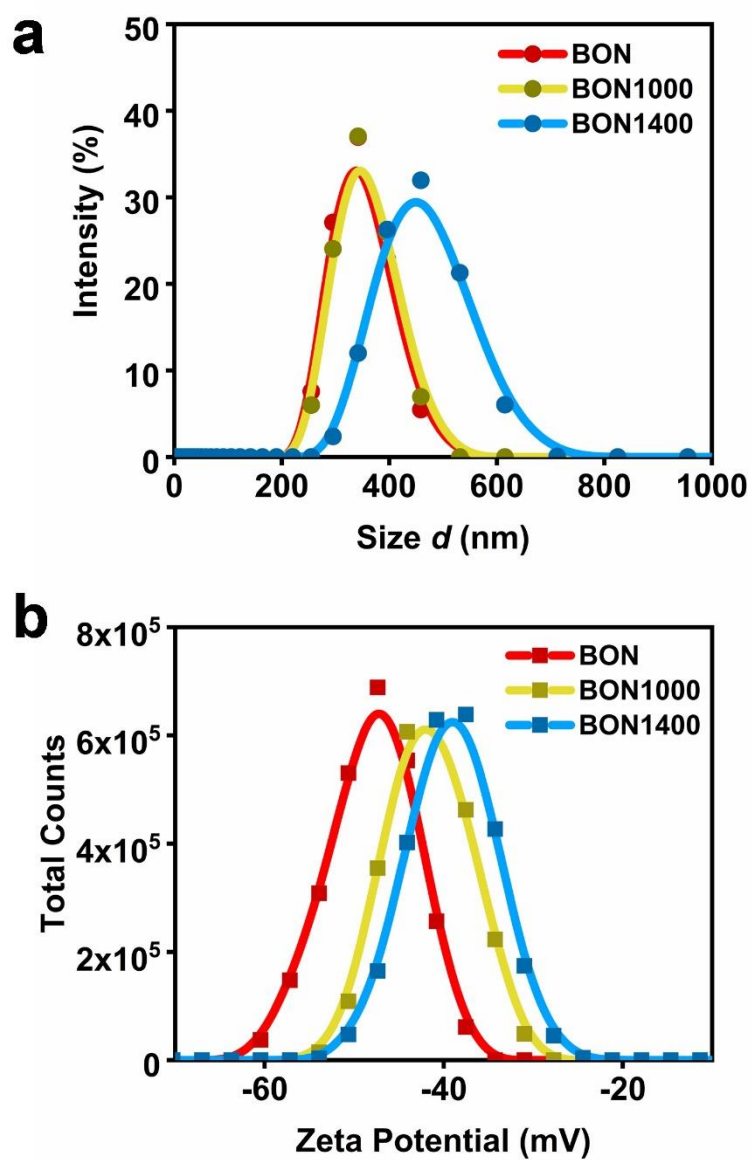 a
50
40
30
20
10
0
Intensity (%)
BON
BON1000
BON1400
0 200 400 600 800 1000
Size d (nm)
b
8x10⁵
6x10⁵
4x10⁵
2x10⁵
0
Total Counts
BON
BON1000
BON1400
-60 -40 -20
Zeta Potential (mV)